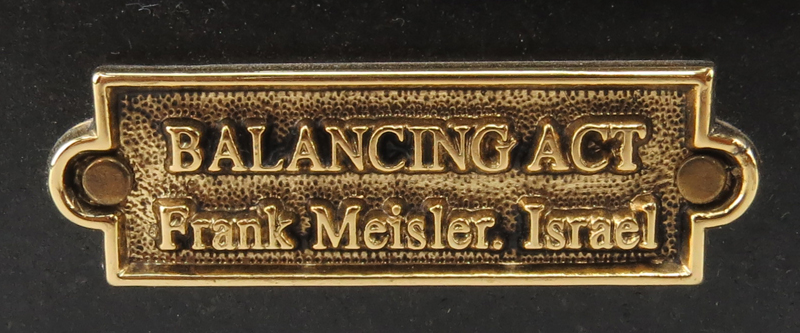 BALANCING ACT
Frank Meisler. Israel